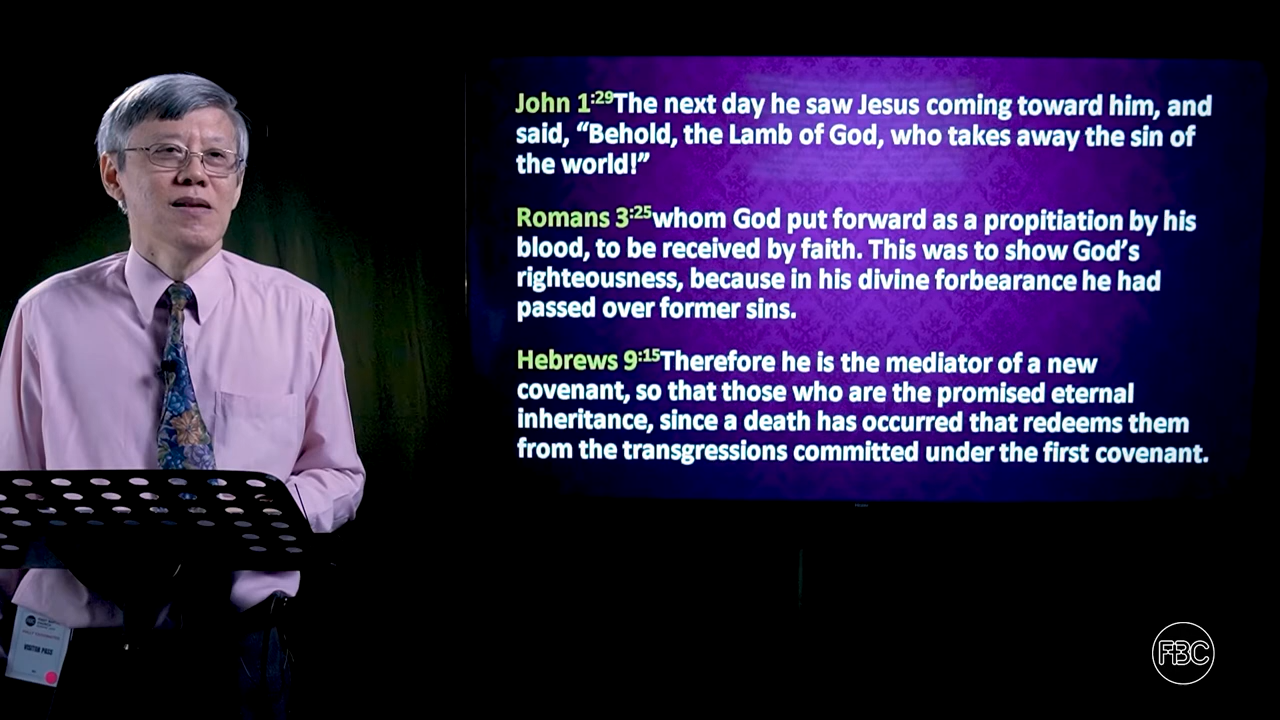 John 1:29The next day he saw Jesus coming toward him, and
said, “Behold, the Lamb of God, who takes away the sin of
the world!”
Romans 3:25whom God put forward as a propitiation by his
blood, to be received by faith. This was to show God’s
righteousness, because in his divine forbearance he had
passed over former sins.
Hebrews 9:15Therefore he is the mediator of a new
covenant, so that those who are the promised eternal
inheritance, since a death has occurred that redeems them
from the transgressions committed under the first covenant.
VISITOR PASS
FBC